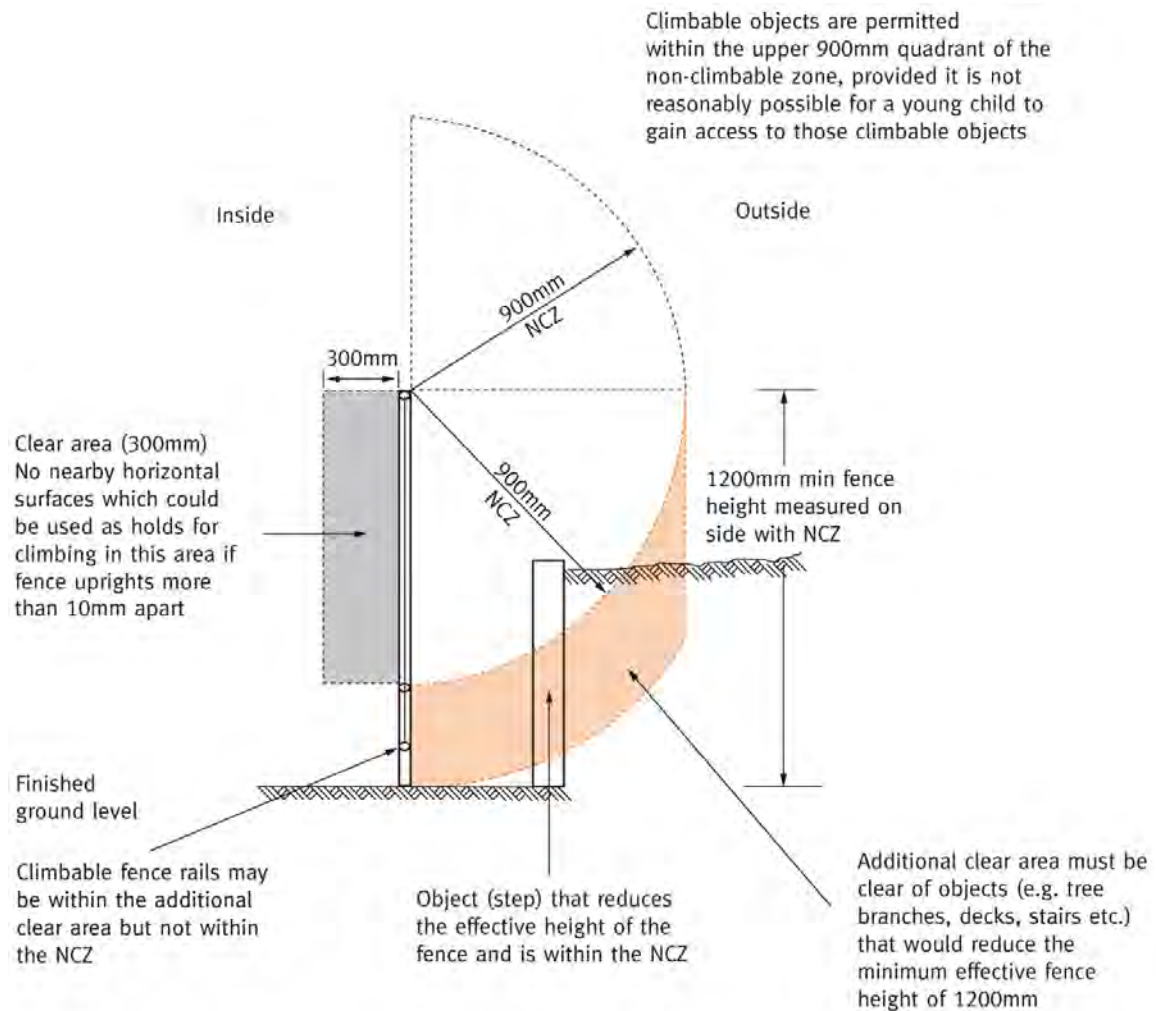 Climbable objects are permitted
within the upper 900mm quadrant of the
non-climbable zone, provided it is not
reasonably possible for a young child to
gain access to those climbable objects
Inside
Outside
900mm
NCZ
300mm
Clear area (300mm)
No nearby horizontal
surfaces which could
be used as holds for
climbing in this area if
fence uprights more
than 10mm apart
900mm
NCZ
1200mm min fence
height measured on
side with NCZ
Finished
ground level
Climbable fence rails may
be within the additional
clear area but not within
the NCZ
Object (step) that reduces
the effective height of the
fence and is within the NCZ
Additional clear area must be
clear of objects (e.g. tree
branches, decks, stairs etc.)
that would reduce the
minimum effective fence
height of 1200mm